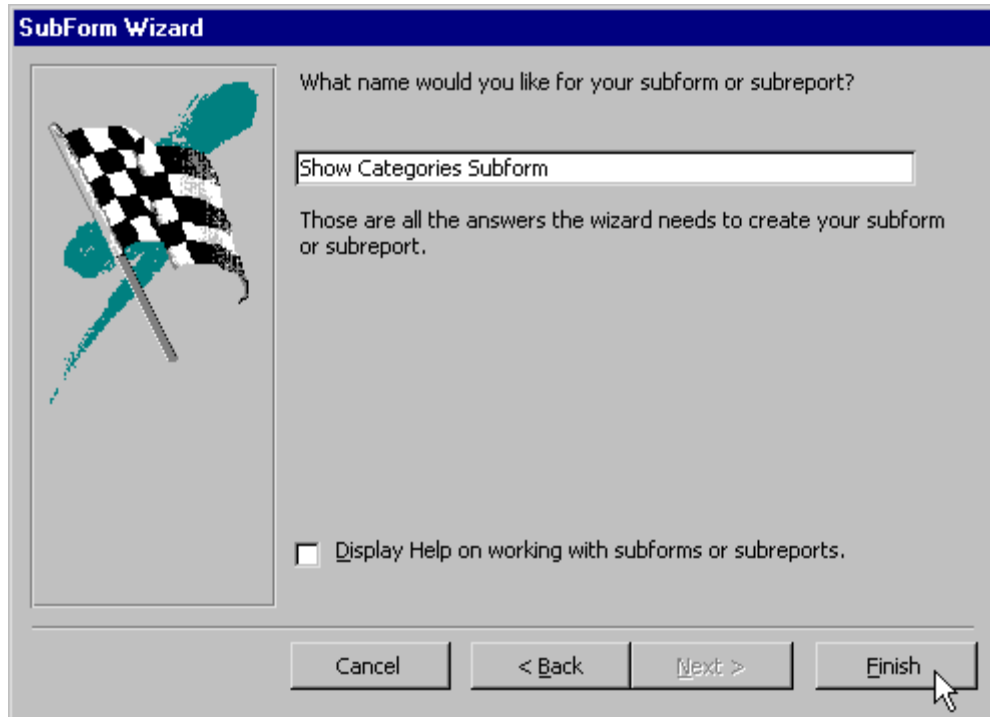 SubForm Wizard
What name would you like for your subform or subreport?
Show Categories Subform
Those are all the answers the wizard needs to create your subform
or subreport.
Display Help on working with subforms or subreports.
Cancel
< Back
Next >
Finish